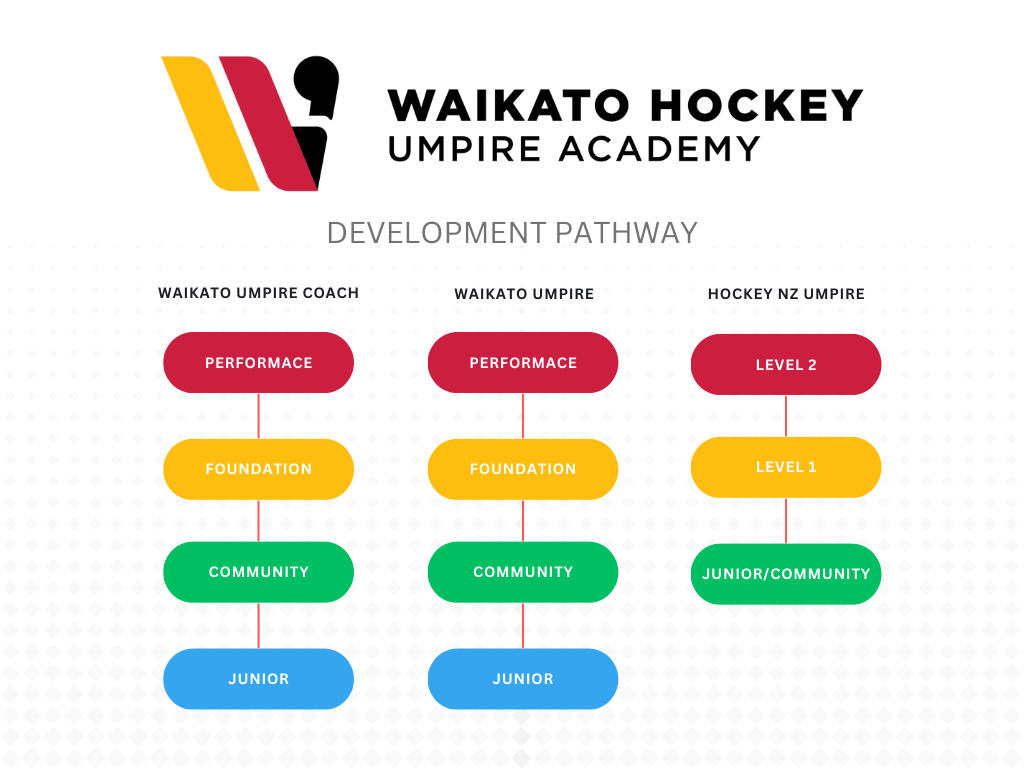 WAIKATO HOCKEY
UMPIRE ACADEMY
DEVELOPMENT PATHWAY
WAIKATO UMPIRE COACH
PERFORMACE
FOUNDATION
COMMUNITY
JUNIOR
WAIKATO UMPIRE
PERFORMACE
FOUNDATION
COMMUNITY
JUNIOR
HOCKEY NZ UMPIRE
LEVEL 2
LEVEL 1
JUNIOR/COMMUNITY